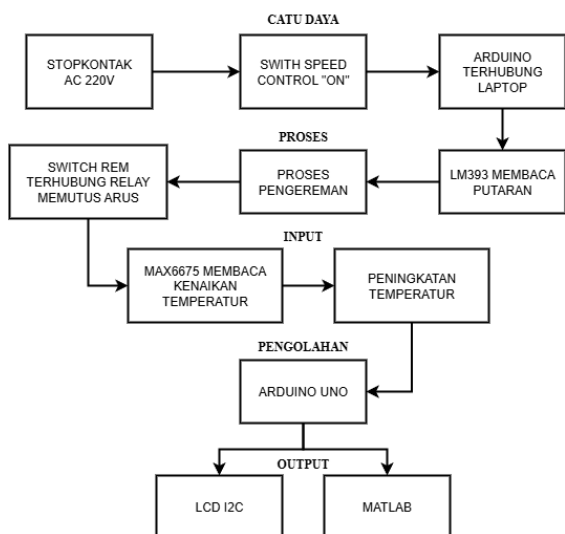 CATU DAYA
STOPKONTAK
AC 220V
SWITH SPEED
CONTROL "ON"
ARDUINO
TERHUBUNG
LAPTOP
PROSES
SWITCH REM
TERHUBUNG RELAY
MEMUTUS ARUS
PROSES
PENGEREMAN
LM393 MEMBACA
PUTARAN
INPUT
MAX6675 MEMBACA
KENAIKAN
TEMPERATUR
PENINGKATAN
TEMPERATUR
PENGOLAHAN
ARDUINO UNO
OUTPUT
LCD I2C
MATLAB